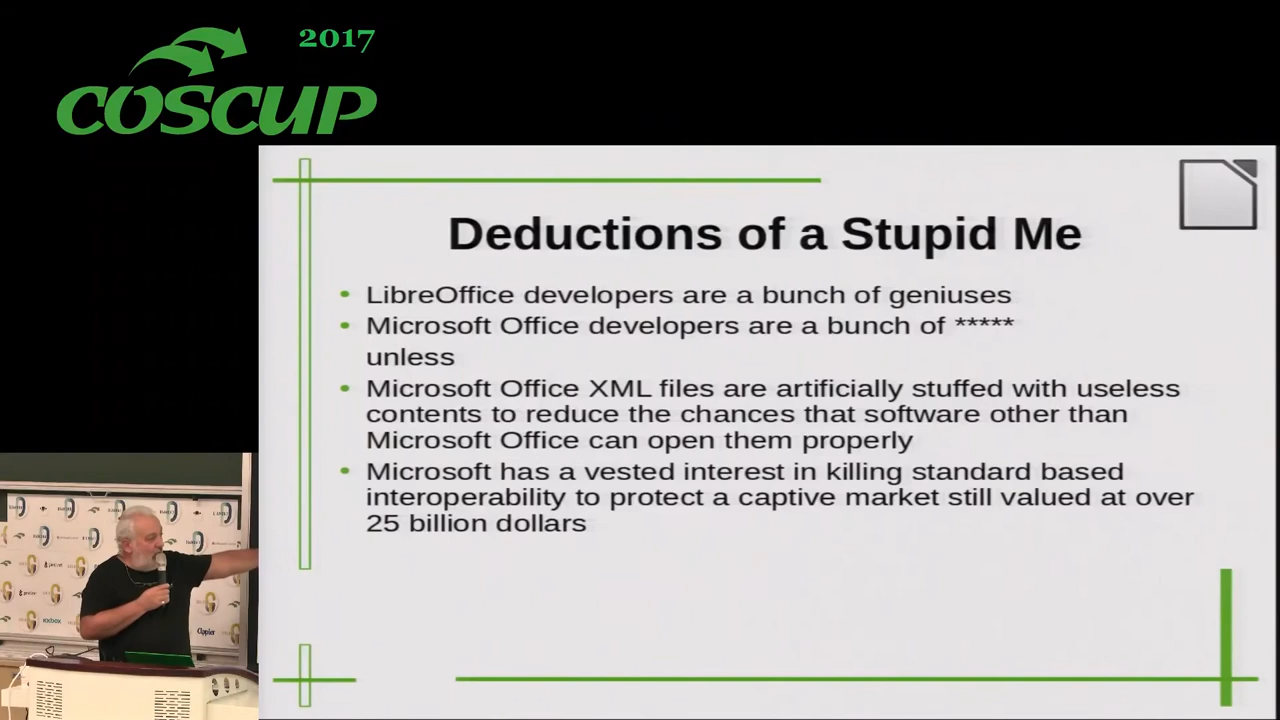 2017
COSCUP
Deductions of a Stupid Me
• LibreOffice developers are a bunch of geniuses
• Microsoft Office developers are a bunch of *****
unless
• Microsoft Office XML files are artificially stuffed with useless
contents to reduce the chances that software other than
Microsoft Office can open them properly
• Microsoft has a vested interest in killing standard based
interoperability to protect a captive market still valued at over
25 billion dollars